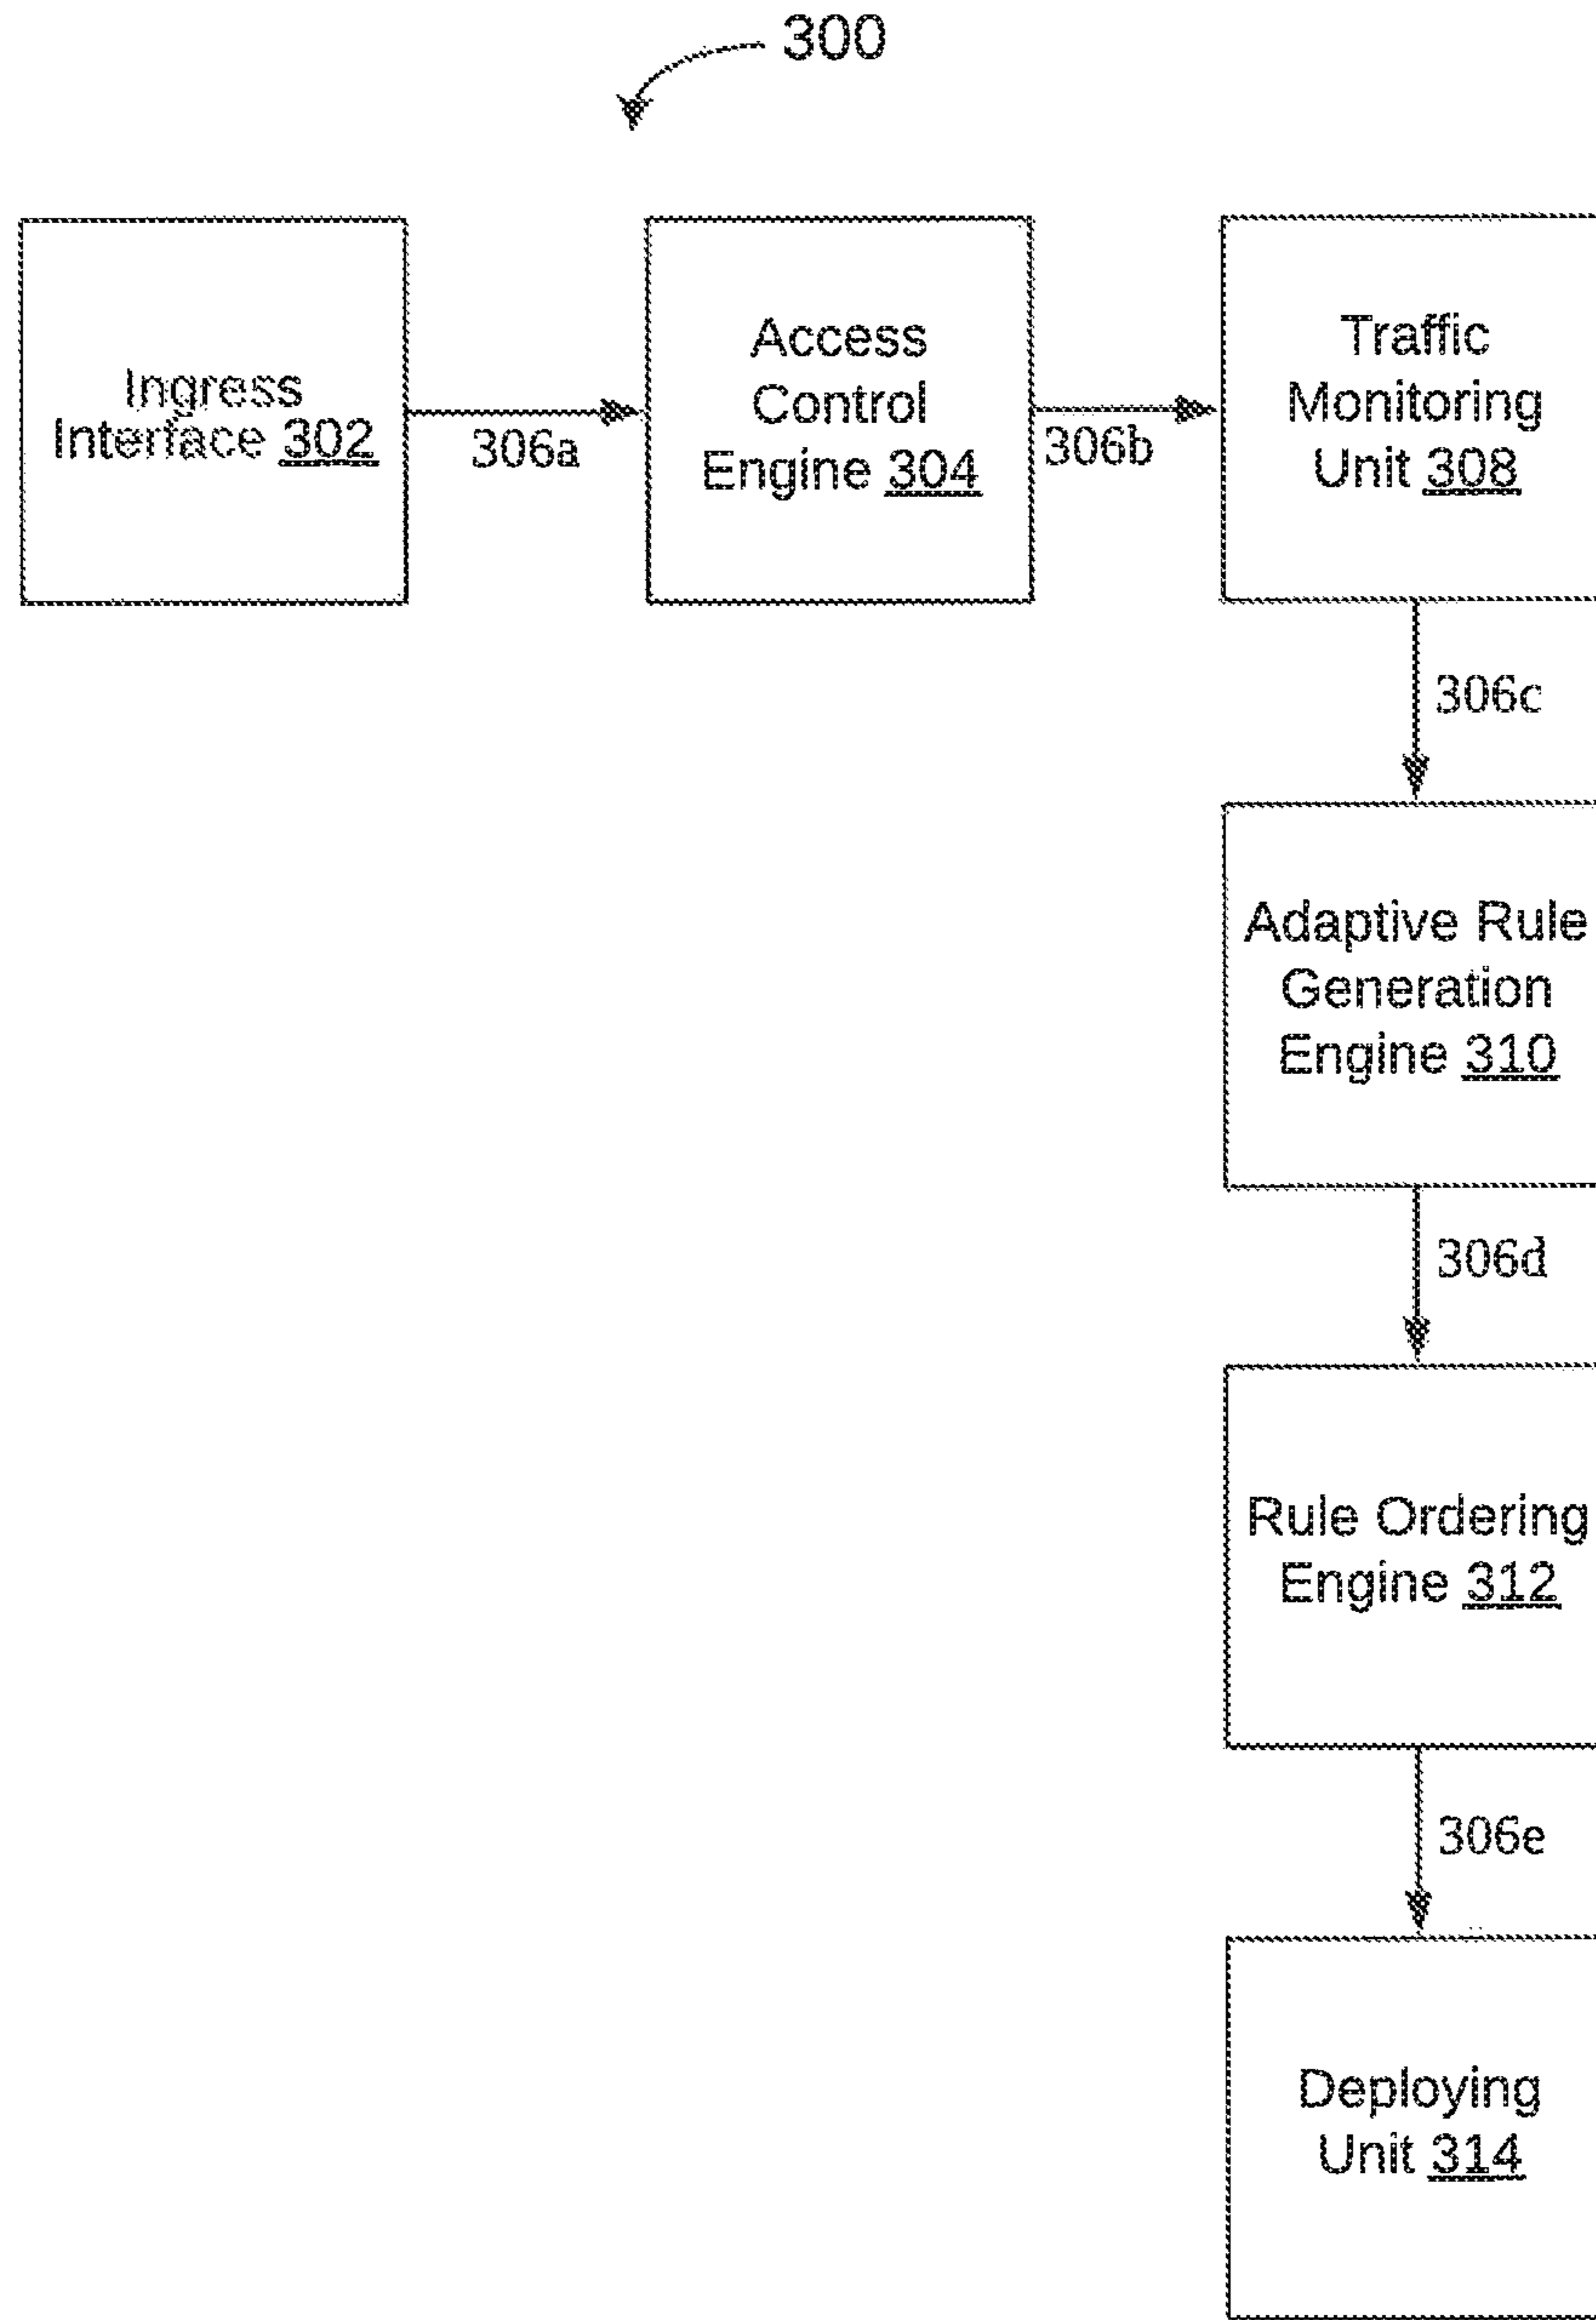 300
Ingress
Interface 302
306a
Access
Control
Engine 304
306b
Traffic
Monitoring
Unit 308
306c
Adaptive Rule
Generation
Engine 310
306d
Rule Ordering
Engine 312
306e
Deploying
Unit 314